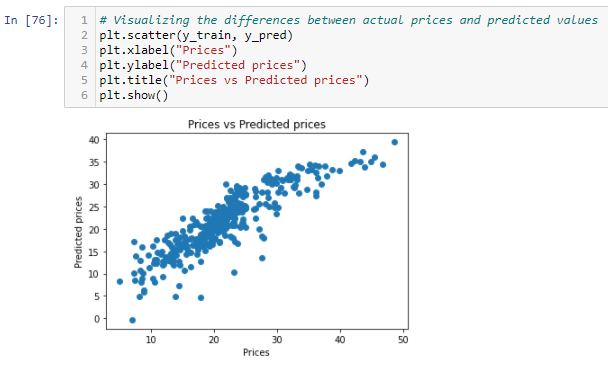 In [76]:
1 # Visualizing the differences between actual prices and predicted values
2 plt.scatter(y_train, y_pred)
3 plt.xlabel("Prices")
4 plt.ylabel("Predicted prices")
5 plt.title("Prices vs Predicted prices")
6 plt.show()
Prices vs Predicted prices
Predicted prices
40
35
30
25
20
15
10
5
0
10 20 30 40 50
Prices